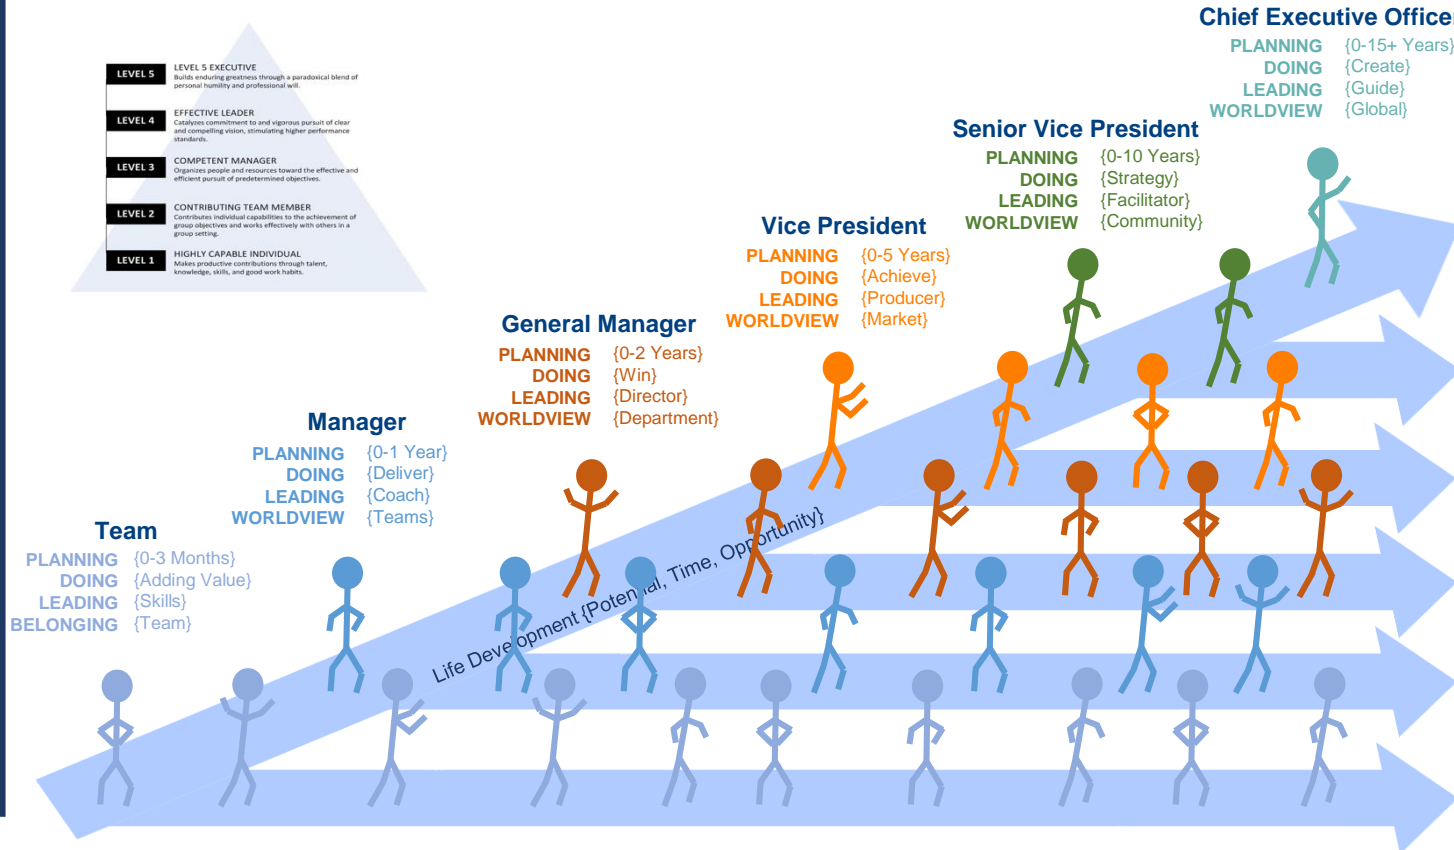 Chief Executive Officer
PLANNING {0-15+ Years}
DOING {Create}
LEADING {Guide}
WORLDVIEW {Global}
LEVEL 5 LEVEL 5 EXECUTIVE
Builds enduring greatness through a paradoxical blend of
personal humility and professional will.
LEVEL 4 EFFECTIVE LEADER
Catalyzes commitment to and vigorous pursuit of clear
and compelling vision, stimulating higher performance
standards.
LEVEL 3 COMPETENT MANAGER
Organizes people and resources toward the effective and
efficient pursuit of predetermined objectives.
LEVEL 2 CONTRIBUTING TEAM MEMBER
Contributes individual capabilities to the achievement of
group objectives and works effectively with others in a
group setting.
LEVEL 1 HIGHLY CAPABLE INDIVIDUAL
Makes productive contributions through talent,
knowledge, skills, and good work habits.
Senior Vice President
PLANNING {0-10 Years}
DOING {Strategy}
LEADING {Facilitator}
WORLDVIEW {Community}
Vice President
PLANNING {0-5 Years}
DOING {Achieve}
LEADING {Producer}
WORLDVIEW {Market}
General Manager
PLANNING {0-2 Years}
DOING {Win}
LEADING {Director}
WORLDVIEW {Department}
Manager
PLANNING {0-1 Year}
DOING {Deliver}
LEADING {Coach}
WORLDVIEW {Teams}
Team
PLANNING {0-3 Months}
DOING {Adding Value}
LEADING {Skills}
BELONGING {Team}
Life Development {Potential, Time, Opportunity}